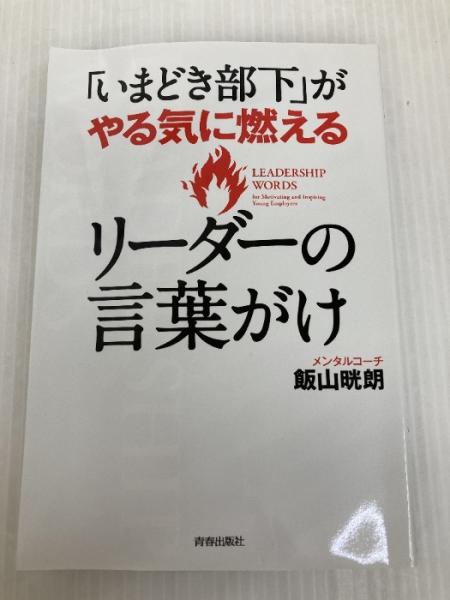 「いまどき部下」が
やる気に燃える
LEADERSHIP
WORDS
for Motivating and Inspiring
Young Employees
リーダーの
言葉がけ
メンタルコーチ
飯山晄朗
青春出版社